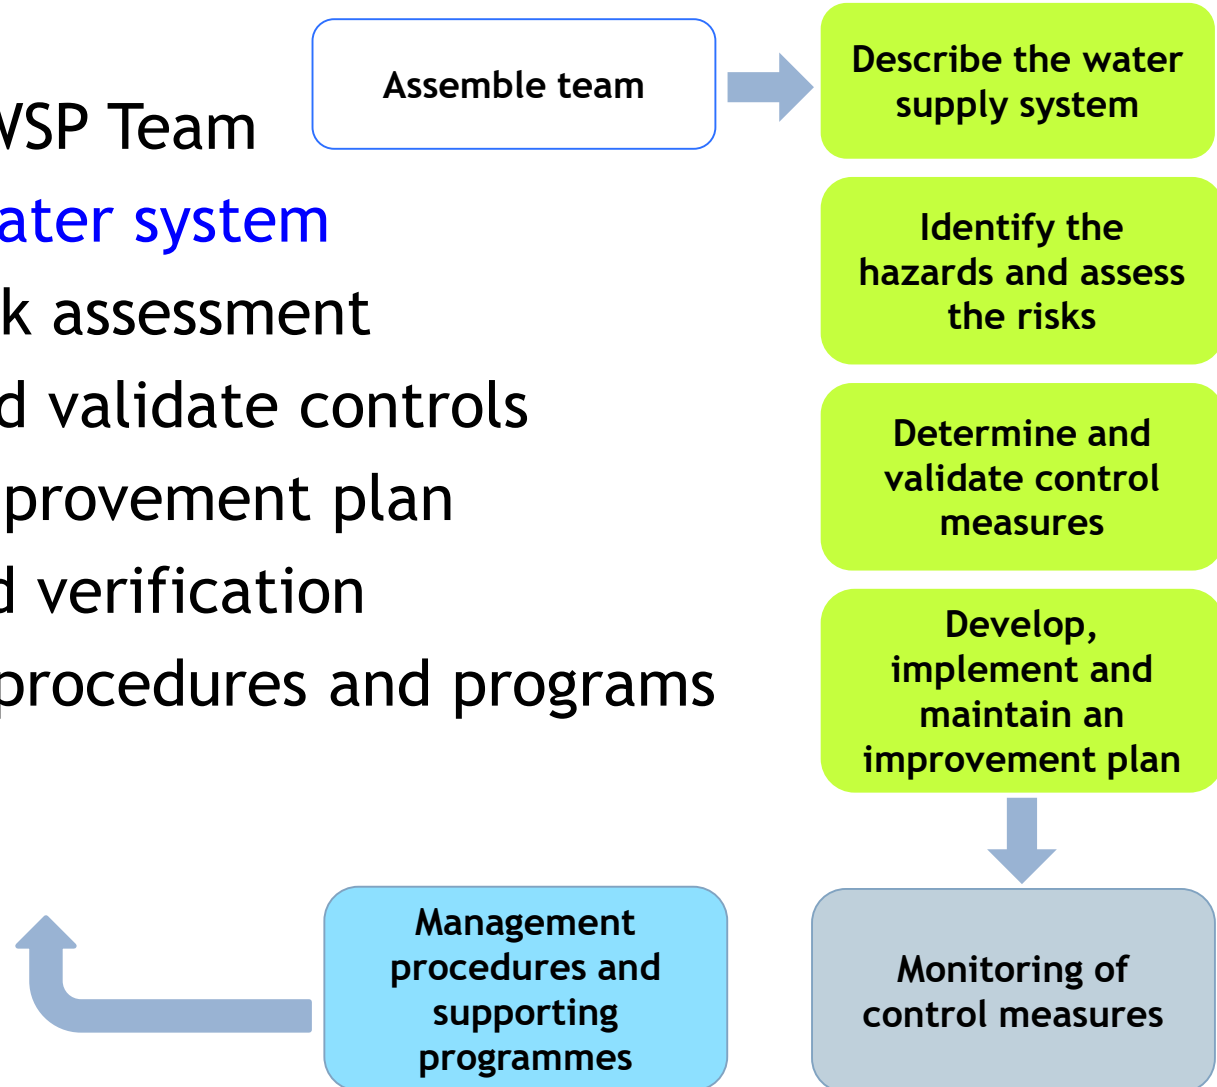 WSP Team
ater system
k assessment
d validate controls
provement plan
d verification
procedures and programs
Assemble team
Describe the water
supply system
Identify the
hazards and assess
the risks
Determine and
validate control
measures
Develop,
implement and
maintain an
improvement plan
Monitoring of
control measures
Management
procedures and
supporting
programmes